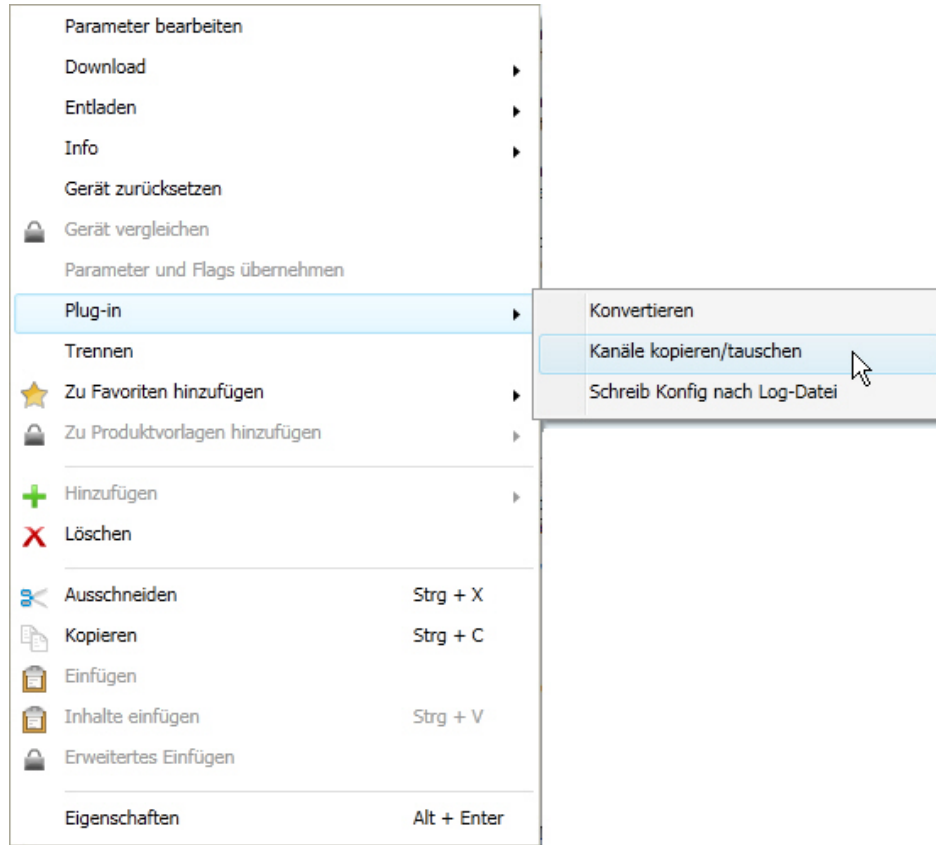 Parameter bearbeiten
Download
Entladen
Info
Gerät zurücksetzen
Gerät vergleichen
Parameter und Flags übernehmen
Plug-in
Konvertieren
Trennen
Kanäle kopieren/tauschen
Zu Favoriten hinzufügen
Schreib Konfig nach Log-Datei
Zu Produktvorlagen hinzufügen
Hinzufügen
Löschen
Ausschneiden Strg + X
Kopieren Strg + C
Einfügen
Inhalte einfügen Strg + V
Erweitertes Einfügen
Eigenschaften Alt + Enter